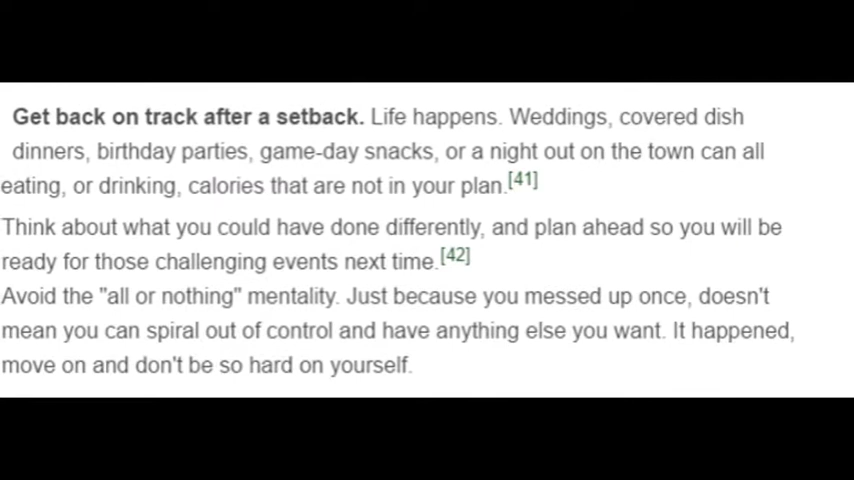 Get back on track after a setback. Life happens. Weddings, covered dish
dinners, birthday parties, game-day snacks, or a night out on the town can all
eating, or drinking, calories that are not in your plan.[41]
Think about what you could have done differently, and plan ahead so you will be
ready for those challenging events next time.[42]
Avoid the "all or nothing" mentality. Just because you messed up once, doesn't
mean you can spiral out of control and have anything else you want. It happened,
move on and don't be so hard on yourself.